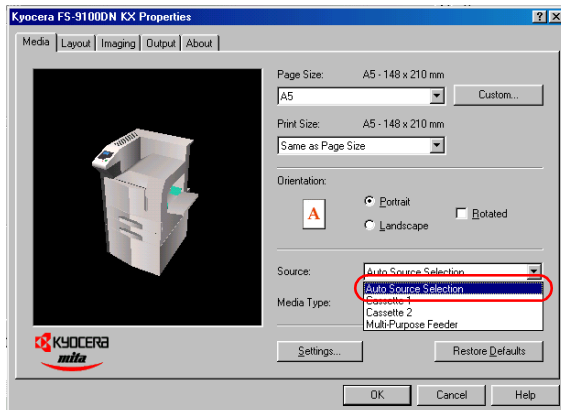 Kyocera FS-9100DN KX Properties
Media Layout Imaging Output About
Page Size: A5 - 148 x 210 mm
A5 Custom...
Print Size: A5 - 148 x 210 mm
Same as Page Size
Orientation:
A Portrait Rotated
Landscape
Source: Auto Source Selection
Auto Source Selection
Media Type: Cassette 1
Cassette 2
Multi-Purpose Feeder
KYOCERA
mita
Settings... Restore Defaults
OK Cancel Help